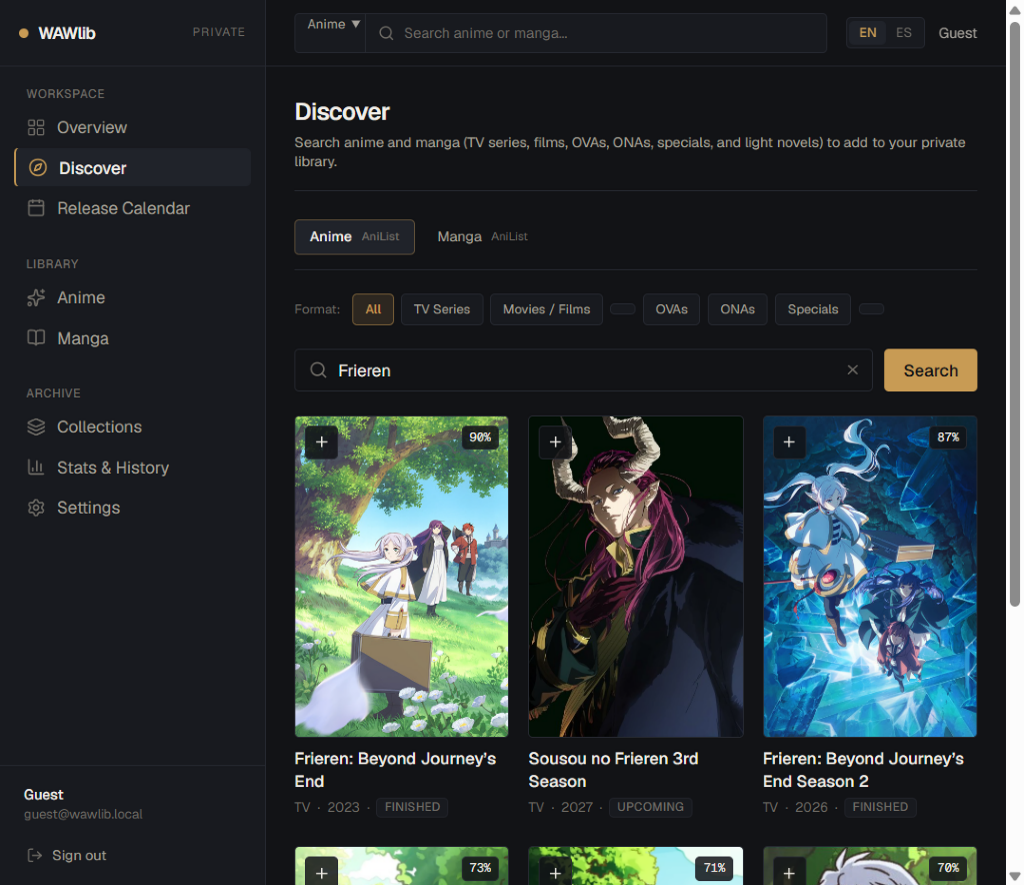 WAWlib
PRIVATE
WORKSPACE
Overview
Discover
Release Calendar
LIBRARY
Anime
Manga
ARCHIVE
Collections
Stats & History
Settings
Guest
guest@wawlib.local
Sign out
Anime ▼
Search anime or manga...
EN ES
Guest
Discover
Search anime and manga (TV series, films, OVAs, ONAs, specials, and light novels) to add to your private
library.
Anime AniList
Manga AniList
Format: All TV Series Movies / Films OVAs ONAs Specials
Frieren
Search
90%
87%
Frieren: Beyond Journey's
End
TV · 2023 · FINISHED
Sousou no Frieren 3rd
Season
TV · 2027 · UPCOMING
Frieren: Beyond Journey's
End Season 2
TV · 2026 · FINISHED
73%
71%
70%